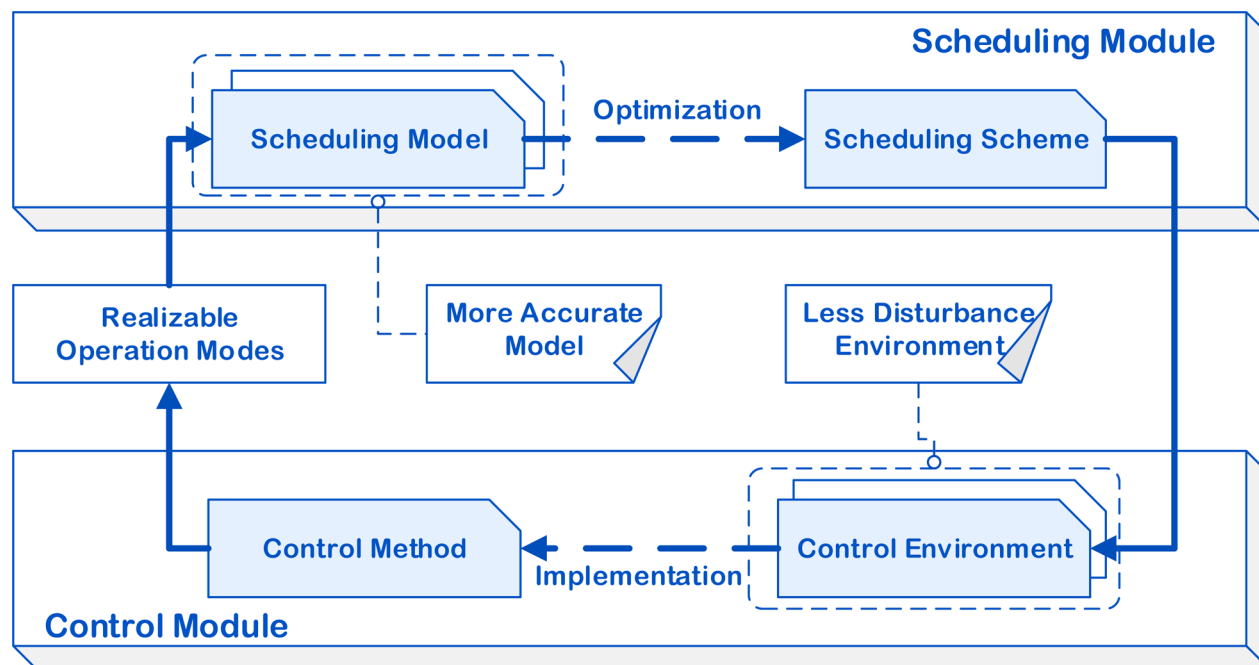 Scheduling Module
Scheduling Model
Optimization
Scheduling Scheme
Realizable
Operation Modes
More Accurate
Model
Less Disturbance
Environment
Control Method
Implementation
Control Environment
Control Module